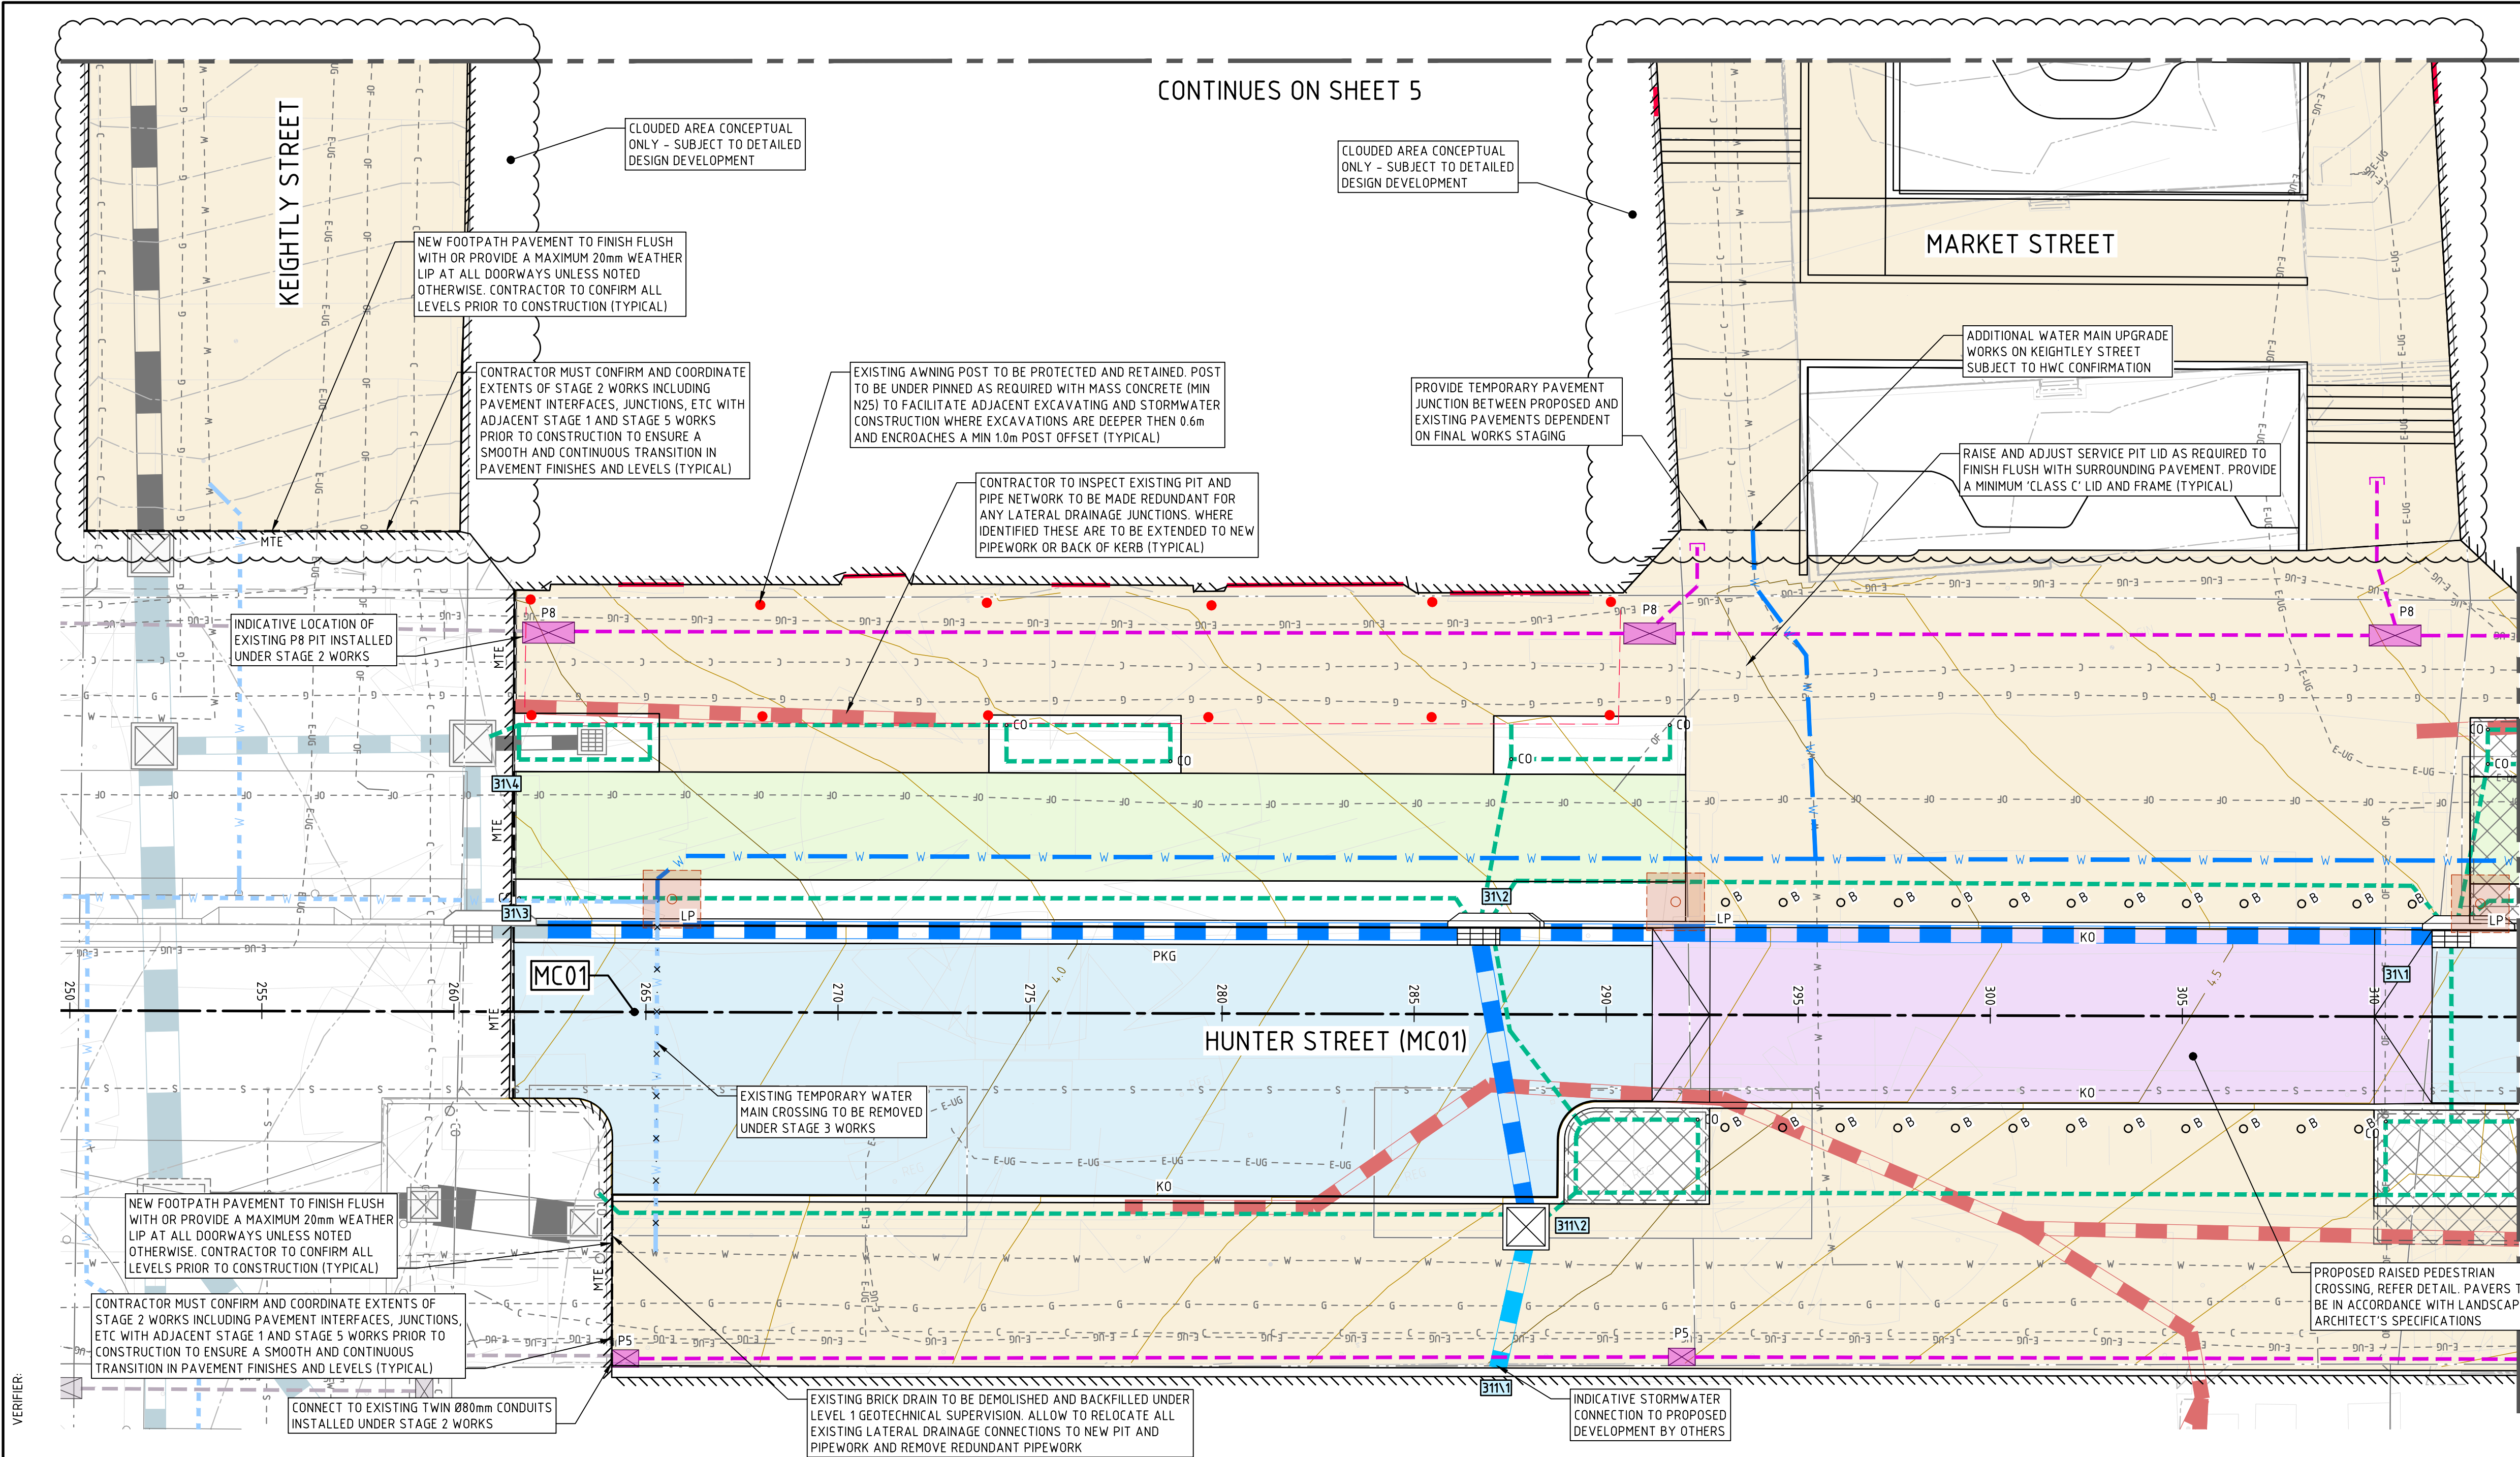 CONTINUES ON SHEET 5
KEIGHTLY STREET
CLOUDED AREA CONCEPTUAL
ONLY - SUBJECT TO DETAILED
DESIGN DEVELOPMENT
CLOUDED AREA CONCEPTUAL
ONLY - SUBJECT TO DETAILED
DESIGN DEVELOPMENT
MARKET STREET
NEW FOOTPATH PAVEMENT TO FINISH FLUSH
WITH OR PROVIDE A MAXIMUM 20mm WEATHER
LIP AT ALL DOORWAYS UNLESS NOTED
OTHERWISE. CONTRACTOR TO CONFIRM ALL
LEVELS PRIOR TO CONSTRUCTION (TYPICAL)
CONTRACTOR MUST CONFIRM AND COORDINATE
EXTENTS OF STAGE 2 WORKS INCLUDING
PAVEMENT INTERFACES, JUNCTIONS, ETC WITH
ADJACENT STAGE 1 AND STAGE 5 WORKS
PRIOR TO CONSTRUCTION TO ENSURE A
SMOOTH AND CONTINUOUS TRANSITION IN
PAVEMENT FINISHES AND LEVELS (TYPICAL)
EXISTING AWNING POST TO BE PROTECTED AND RETAINED. POST
TO BE UNDER PINNED AS REQUIRED WITH MASS CONCRETE (MIN
N25) TO FACILITATE ADJACENT EXCAVATING AND STORMWATER
CONSTRUCTION WHERE EXCAVATIONS ARE DEEPER THEN 0.6m
AND ENCROACHES A MIN 1.0m POST OFFSET (TYPICAL)
CONTRACTOR TO INSPECT EXISTING PIT AND
PIPE NETWORK TO BE MADE REDUNDANT FOR
ANY LATERAL DRAINAGE JUNCTIONS. WHERE
IDENTIFIED THESE ARE TO BE EXTENDED TO NEW
PIPEWORK OR BACK OF KERB (TYPICAL)
PROVIDE TEMPORARY PAVEMENT
JUNCTION BETWEEN PROPOSED AND
EXISTING PAVEMENTS DEPENDENT
ON FINAL WORKS STAGING
ADDITIONAL WATER MAIN UPGRADE
WORKS ON KEIGHTLEY STREET
SUBJECT TO HWC CONFIRMATION
RAISE AND ADJUST SERVICE PIT LID AS REQUIRED TO
FINISH FLUSH WITH SURROUNDING PAVEMENT. PROVIDE
A MINIMUM 'CLASS C' LID AND FRAME (TYPICAL)
MTE
INDICATIVE LOCATION OF
EXISTING P8 PIT INSTALLED
UNDER STAGE 2 WORKS
P8
P8
P8
MTE
CO
CO
CO
CO
CO
CO
31\4
MTE
31\3
LP
31\2
LP
B B B B B B B B B B B B B
LP
PKG
KO
MC01
4.0
4.5
31\1
250 255 260 265 270 275 280 285 290 295 300 305 310
MTE
HUNTER STREET (MC01)
KO
EXISTING TEMPORARY WATER
MAIN CROSSING TO BE REMOVED
UNDER STAGE 3 WORKS
CO
B B B B B B B B B B B B
CO
KO
NEW FOOTPATH PAVEMENT TO FINISH FLUSH
WITH OR PROVIDE A MAXIMUM 20mm WEATHER
LIP AT ALL DOORWAYS UNLESS NOTED
OTHERWISE. CONTRACTOR TO CONFIRM ALL
LEVELS PRIOR TO CONSTRUCTION (TYPICAL)
311\2
MTE
PROPOSED RAISED PEDESTRIAN
CROSSING, REFER DETAIL. PAVERS T
BE IN ACCORDANCE WITH LANDSCAP
ARCHITECT'S SPECIFICATIONS
CONTRACTOR MUST CONFIRM AND COORDINATE EXTENTS OF
STAGE 2 WORKS INCLUDING PAVEMENT INTERFACES, JUNCTIONS,
ETC WITH ADJACENT STAGE 1 AND STAGE 5 WORKS PRIOR TO
CONSTRUCTION TO ENSURE A SMOOTH AND CONTINUOUS
TRANSITION IN PAVEMENT FINISHES AND LEVELS (TYPICAL)
P5
P5
311\1
CONNECT TO EXISTING TWIN Ø80mm CONDUITS
INSTALLED UNDER STAGE 2 WORKS
EXISTING BRICK DRAIN TO BE DEMOLISHED AND BACKFILLED UNDER
LEVEL 1 GEOTECHNICAL SUPERVISION. ALLOW TO RELOCATE ALL
EXISTING LATERAL DRAINAGE CONNECTIONS TO NEW PIT AND
PIPEWORK AND REMOVE REDUNDANT PIPEWORK
INDICATIVE STORMWATER
CONNECTION TO PROPOSED
DEVELOPMENT BY OTHERS
VERIFIER: